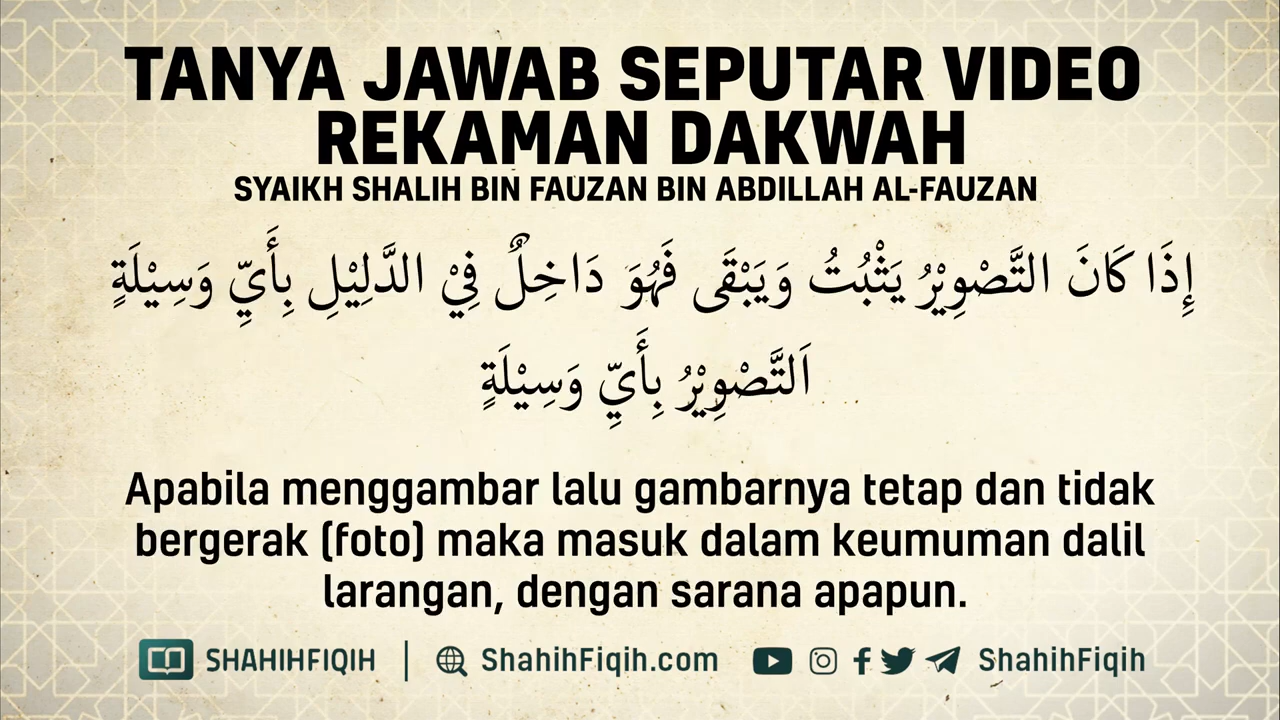 TANYA JAWAB SEPUTAR VIDEO
REKAMAN DAKWAH
SYAIKH SHALIH BIN FAUZAN BIN ABDILLAH AL-FAUZAN
إِذَا كَانَ التَّصْوِيْرُ يَثْبُتُ وَيَبْقَى فَهُوَ دَاخِلٌ فِيْ الدَّلِيْلِ بِأَيِّ وَسِيْلَةٍ
اَلتَّصْوِيْرُ بِأَيِّ وَسِيْلَةٍ
Apabila menggambar lalu gambarnya tetap dan tidak
bergerak (foto) maka masuk dalam keumuman dalil
larangan, dengan sarana apapun.
SHAHIHFIQIH | ShahihFiqih.com ShahihFiqih